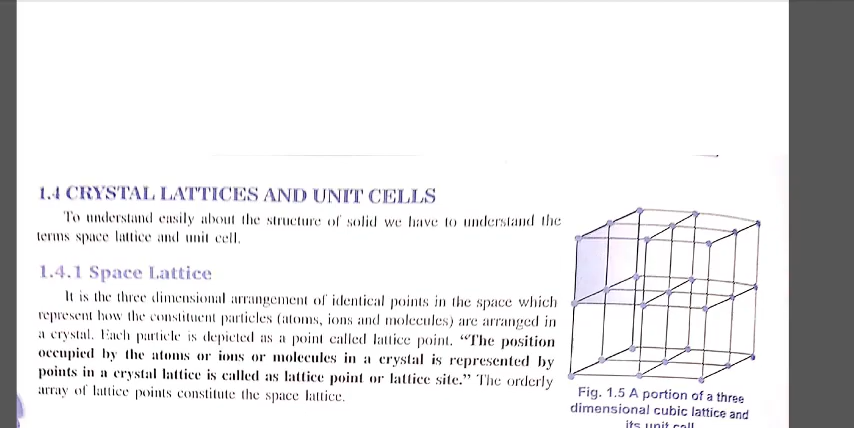 1.4 CRYSTAL LATTICES AND UNIT CELLS
To understand easily about the structure of solid we have to understand the
terms space lattice and unit cell.
1.4.1 Space Lattice
It is the three dimensional arrangement of identical points in the space which
represent how the constituent particles (atoms, ions and molecules) are arranged in
a crystal. Each particle is depicted as a point called lattice point. “The position
occupied by the atoms or ions or molecules in a crystal is represented by
points in a crystal lattice is called as lattice point or lattice site.” The orderly
array of lattice points constitute the space lattice.
Fig. 1.5 A portion of a three
dimensional cubic lattice and
its unit cell